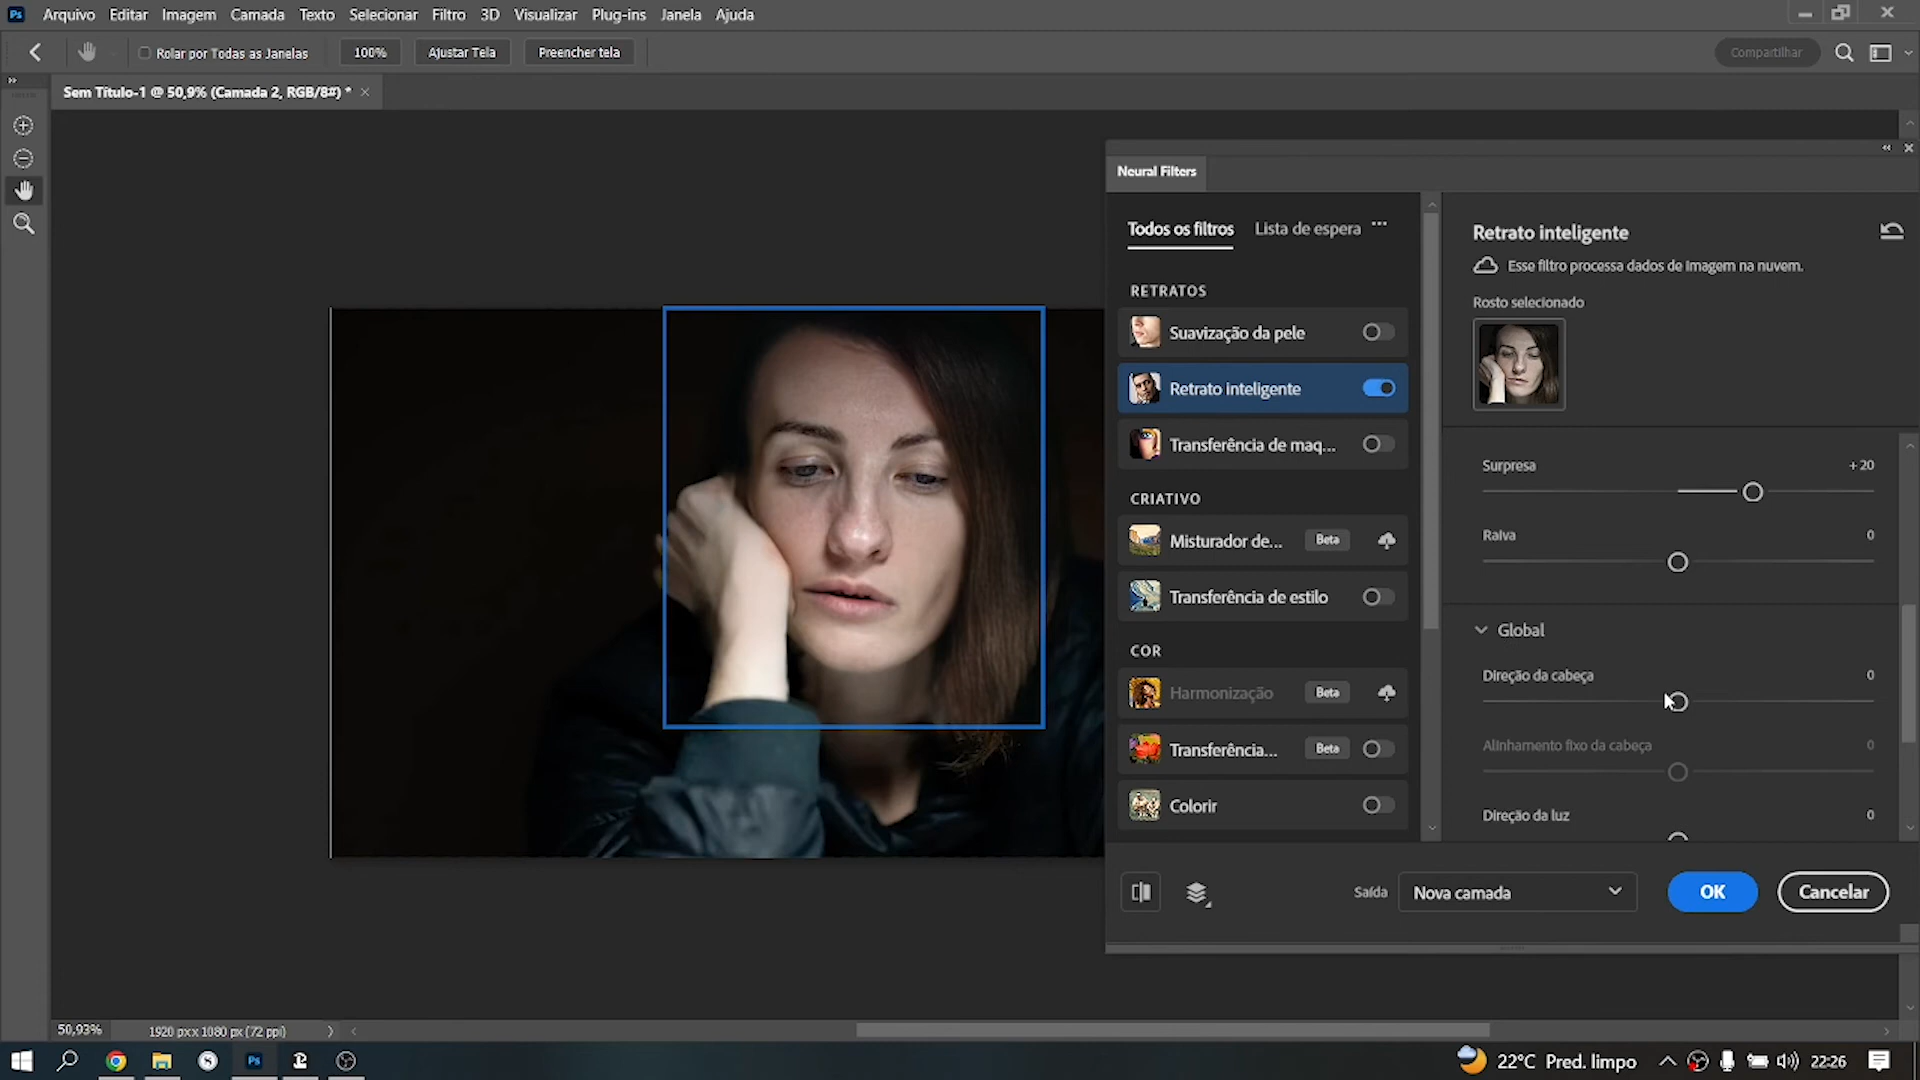 Ps Arquivo Editar Imagem Camada Texto Selecionar Filtro 3D Visualizar Plug-ins Janela Ajuda
Rolar por Todas as Janelas 100% Ajustar Tela Preencher tela Compartilhar
Sem Título-1 @ 50,9% (Camada 2, RGB/8#) *
Neural Filters
Todos os filtros Lista de espera ...
RETRATOS
Suavização da pele
Retrato inteligente
Transferência de maq...
CRIATIVO
Misturador de... Beta
Transferência de estilo
COR
Harmonização Beta
Transferência... Beta
Colorir
Retrato inteligente
Esse filtro processa dados de imagem na nuvem.
Rosto selecionado
Surpresa +20
Raiva 0
Global
Direção da cabeça 0
Alinhamento fixo da cabeça 0
Direção da luz 0
Saída Nova camada OK Cancelar
50,93% 1920 px x 1080 px (72 ppi)
Ps 22°C Pred. limpo 22:26